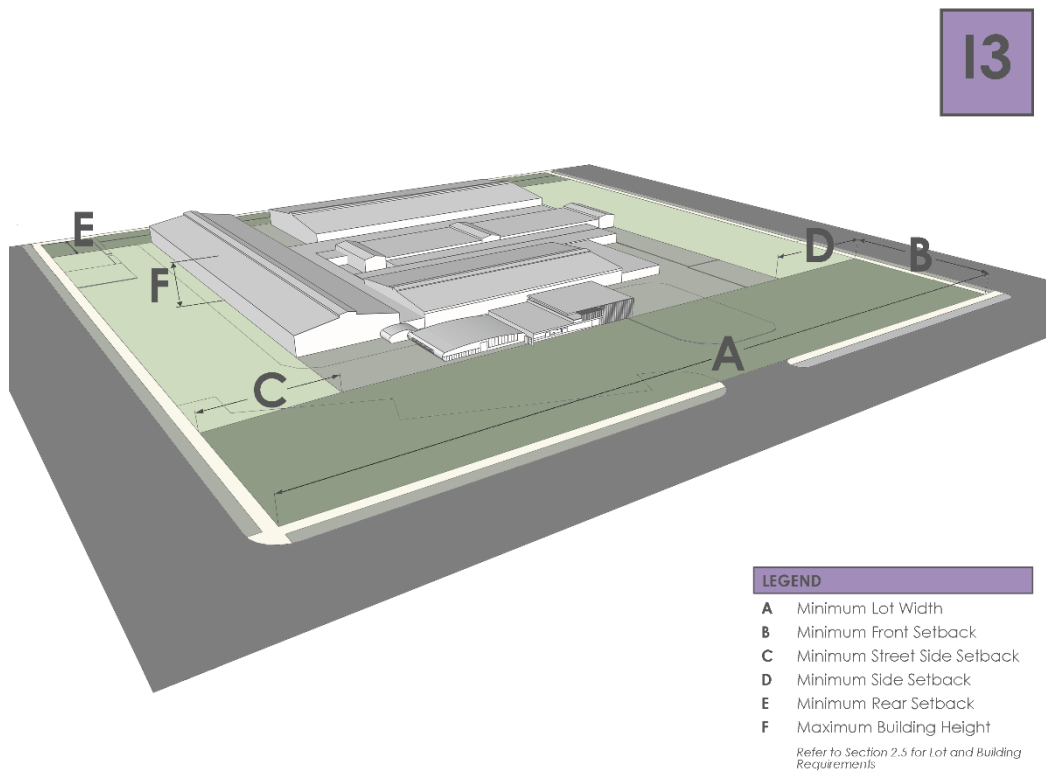 I3
E
F
D
B
A
C
LEGEND
A Minimum Lot Width
B Minimum Front Setback
C Minimum Street Side Setback
D Minimum Side Setback
E Minimum Rear Setback
F Maximum Building Height
Refer to Section 2.5 for Lot and Building
Requirements